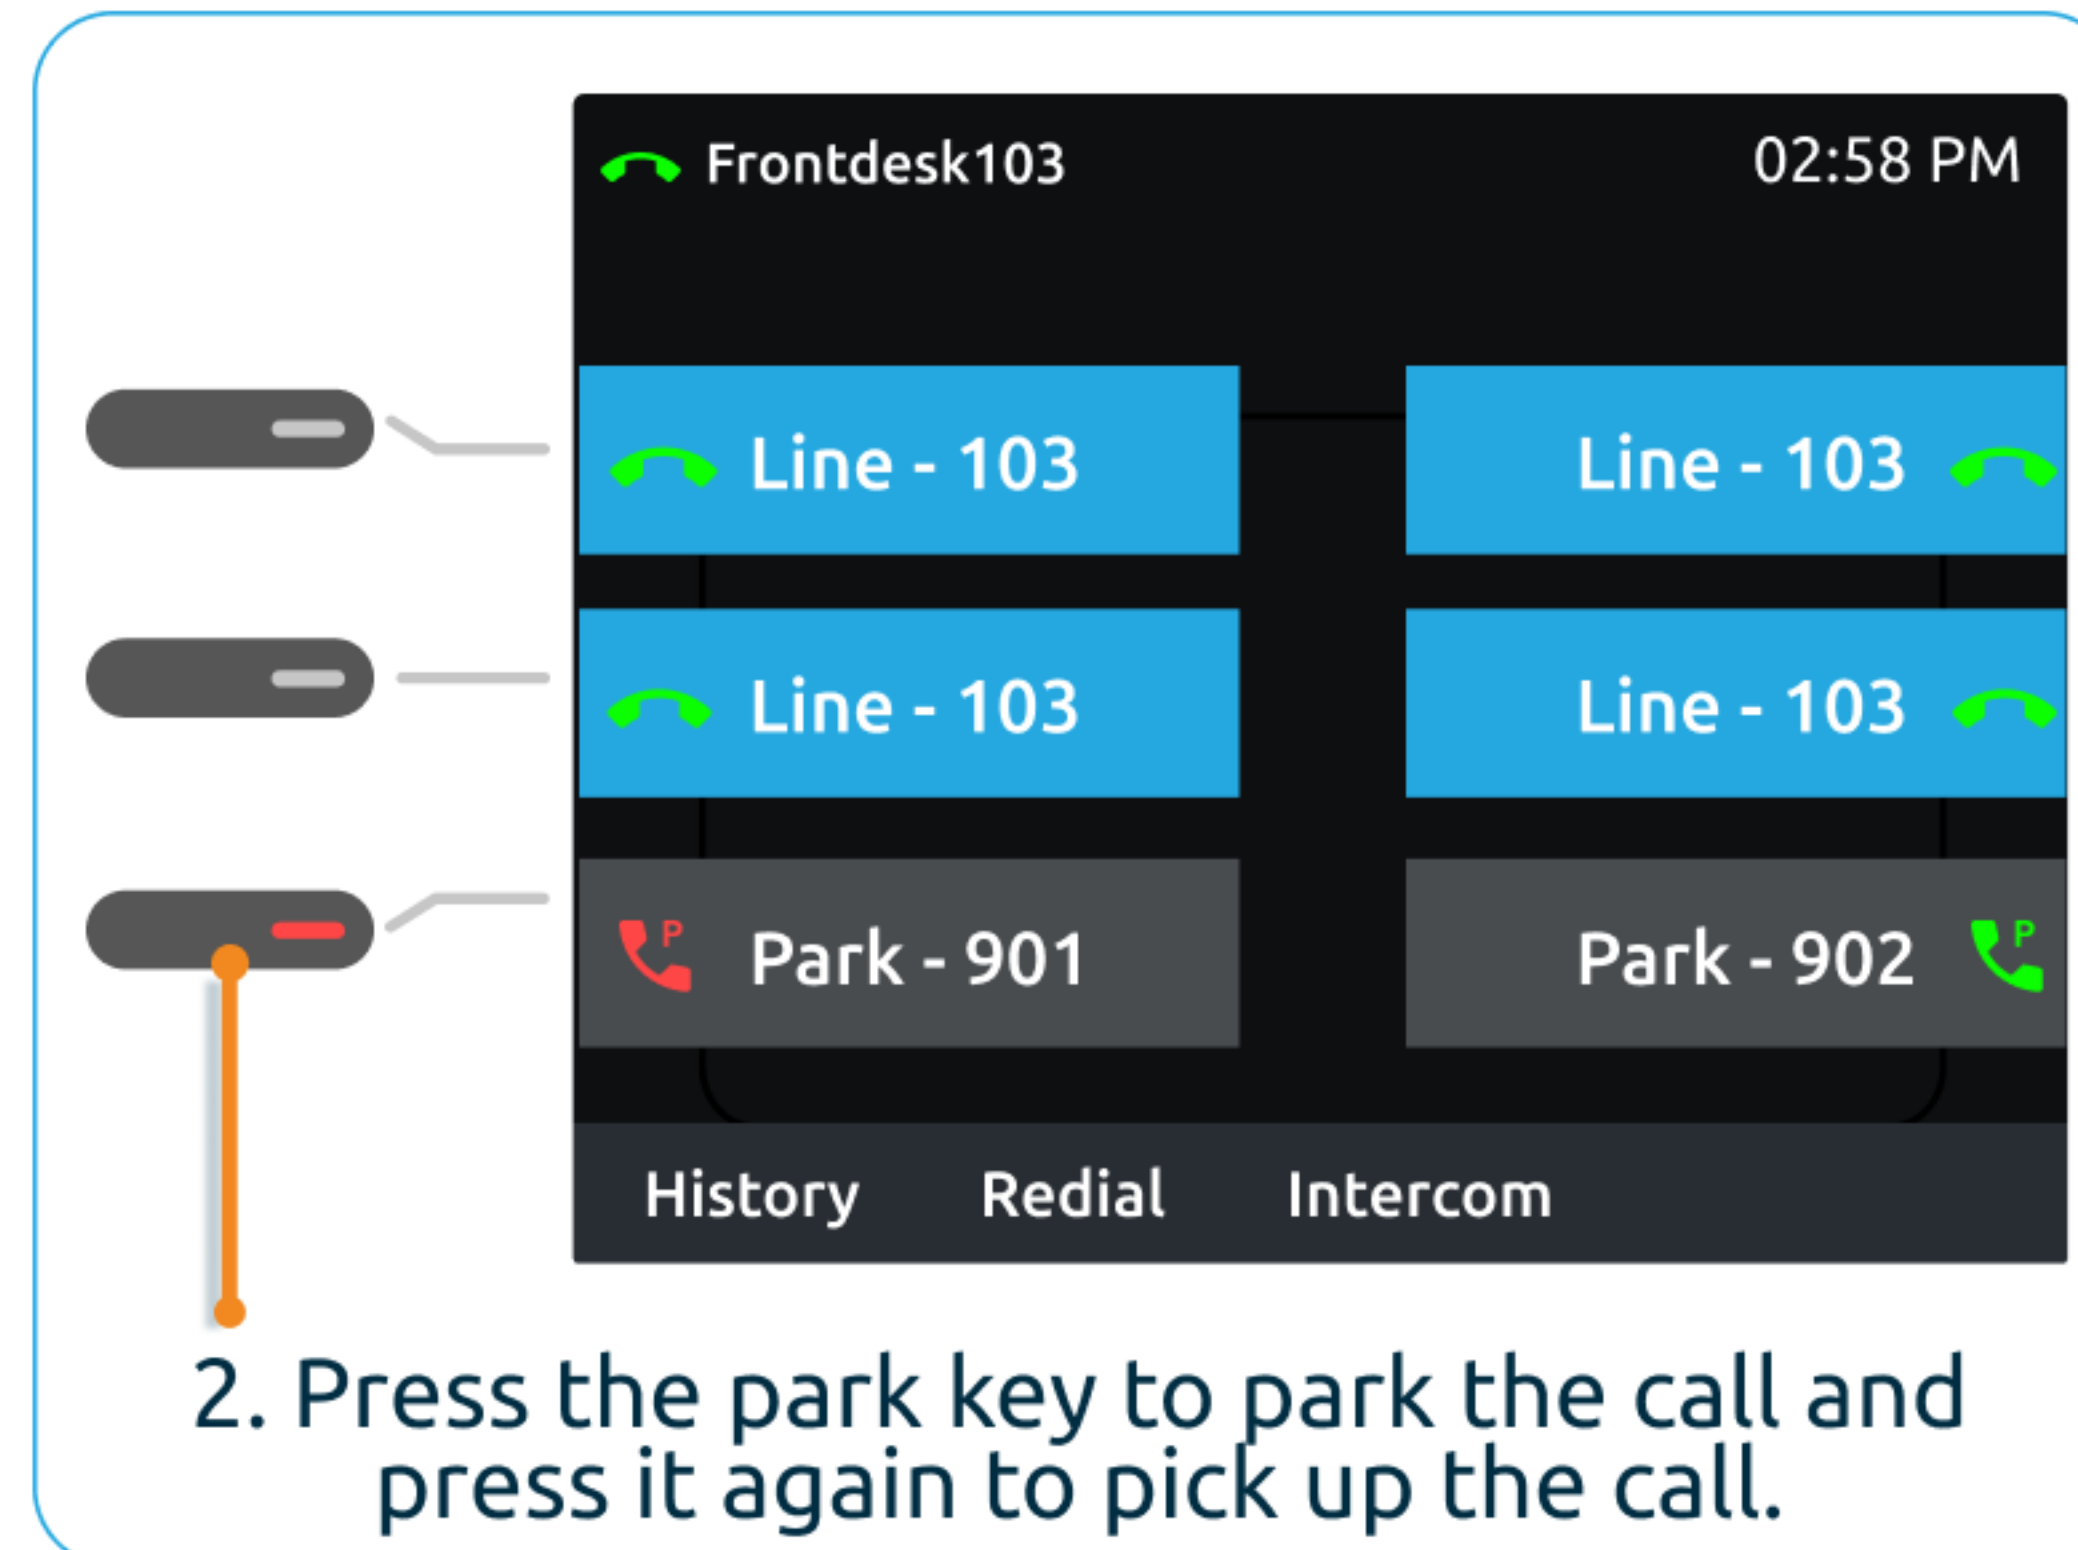 Frontdesk103 02:58 PM
Line - 103 Line - 103
Line - 103 Line - 103
P Park - 901 Park - 902 P
History Redial Intercom
2. Press the park key to park the call and
press it again to pick up the call.